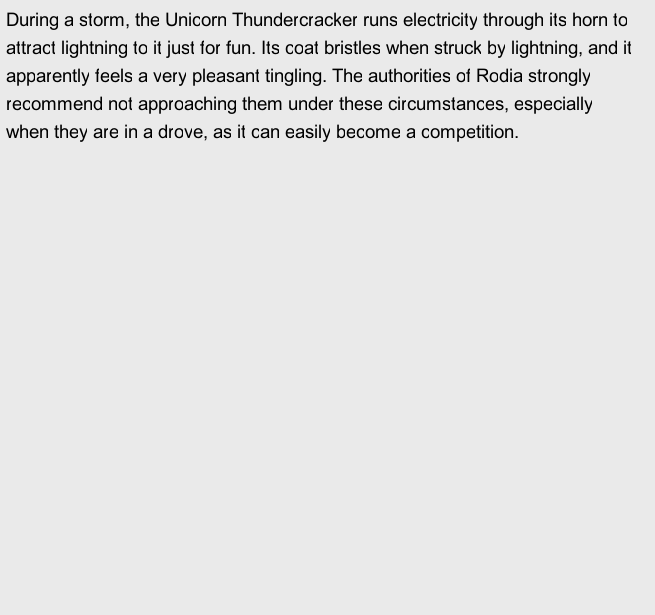 During a storm, the Unicorn Thundercracker runs electricity through its horn to
attract lightning to it just for fun. Its coat bristles when struck by lightning, and it
apparently feels a very pleasant tingling. The authorities of Rodia strongly
recommend not approaching them under these circumstances, especially
when they are in a drove, as it can easily become a competition.